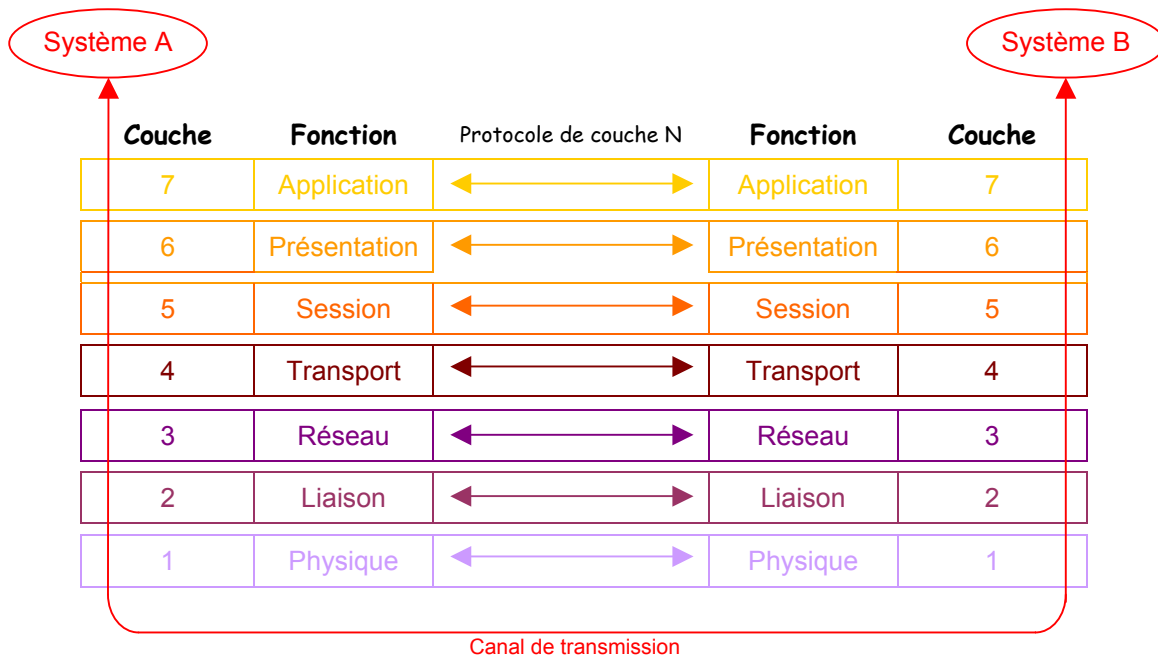 Système A Système B
Couche Fonction Protocole de couche N Fonction Couche
7 Application Application 7
6 Présentation Présentation 6
5 Session Session 5
4 Transport Transport 4
3 Réseau Réseau 3
2 Liaison Liaison 2
1 Physique Physique 1
Canal de transmission